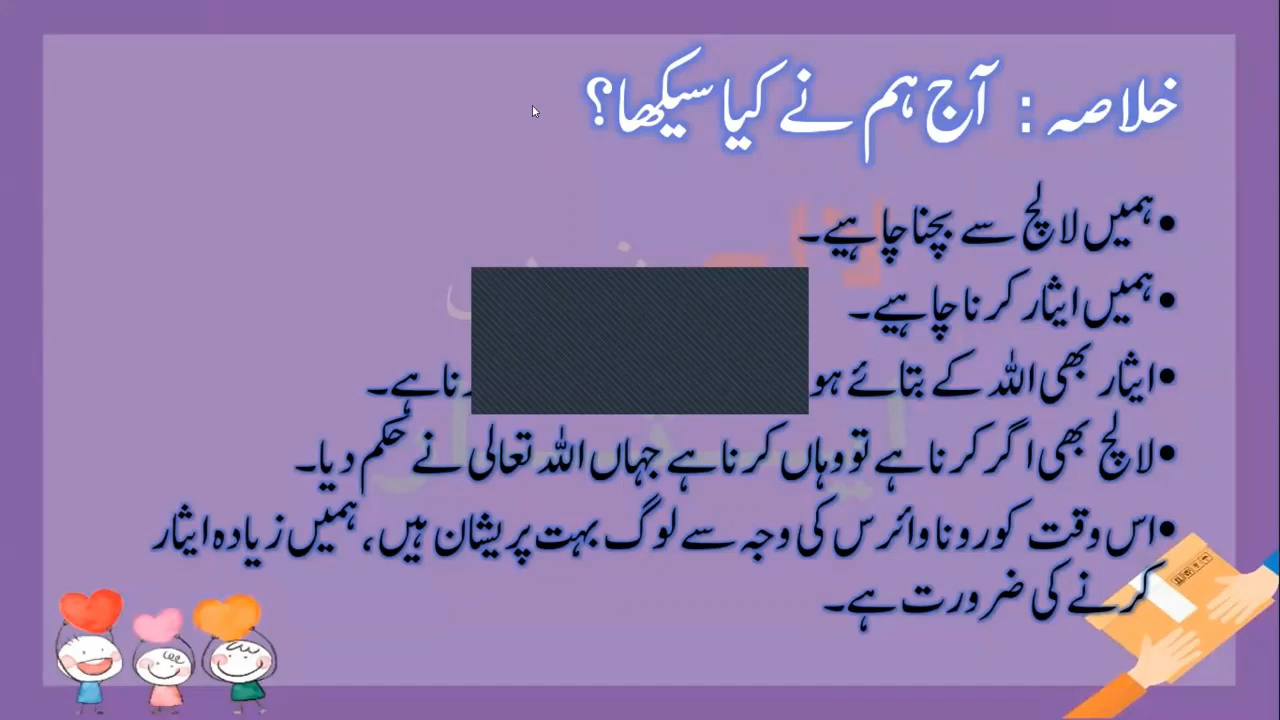 خلاصہ : آج ہم نے کیا سیکھا؟
•ہمیں لالچ سے بچنا چاہیے۔
•ہمیں ایثار کرنا چاہیے۔
•ایثار بھی اللہ کے بتائے ہے۔
•لالچ بھی اگر کرنا ہے تو وہاں کرنا ہے جہاں اللہ تعالی نے حکم دیا۔
•اس وقت کورونا وائرس کی وجہ سے لوگ بہت پریشان ہیں، ہمیں زیادہ ایثار
کرنے کی ضرورت ہے۔